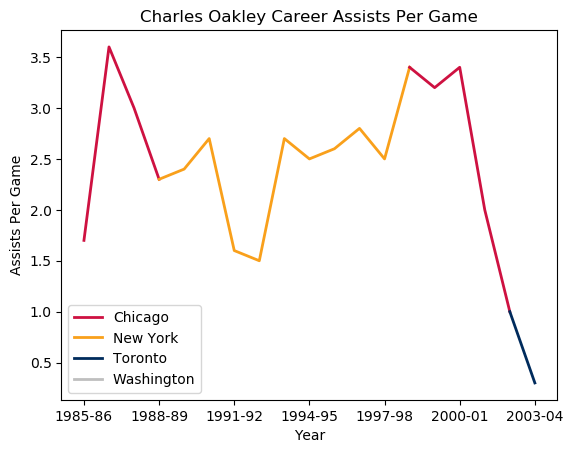 Charles Oakley Career Assists Per Game
3.5
3.0
2.5
2.0
1.5
1.0
0.5
Assists Per Game
Chicago
New York
Toronto
Washington
1985-86 1988-89 1991-92 1994-95 1997-98 2000-01 2003-04
Year